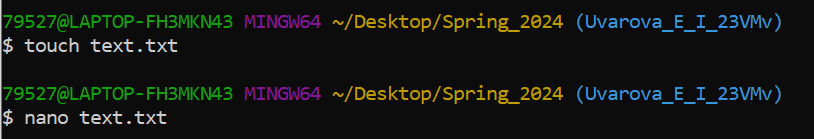 79527@LAPTOP-FH3MKN43 MINGW64 ~/Desktop/Spring_2024 (Uvarova_E_I_23VMv)
$ touch text.txt
79527@LAPTOP-FH3MKN43 MINGW64 ~/Desktop/Spring_2024 (Uvarova_E_I_23VMv)
$ nano text.txt